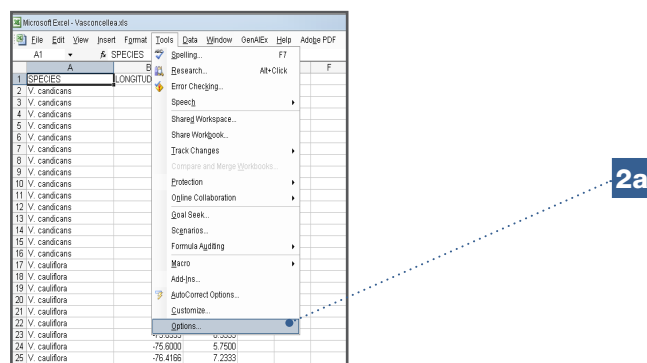 Microsoft Excel - Vasconcellea.xls
File Edit View Insert Format Tools Data Window GenAlEx Help Adobe PDF
A1 fx SPECIES
A B F
1 SPECIES LONGITUD
2 V. candicans
3 V. candicans
4 V. candicans
5 V. candicans
6 V. candicans
7 V. candicans
8 V. candicans
9 V. candicans
10 V. candicans
11 V. candicans
12 V. candicans
13 V. candicans
14 V. candicans
15 V. candicans
16 V. candicans
17 V. cauliflora
18 V. cauliflora
19 V. cauliflora
20 V. cauliflora
21 V. cauliflora
22 V. cauliflora
23 V. cauliflora
24 V. cauliflora -75.6000 5.7500
25 V. cauliflora -76.4166 7.2333
Spelling... F7
Research... Alt+Click
Error Checking...
Speech
Shared Workspace...
Share Workbook...
Track Changes
Compare and Merge Workbooks...
Protection
Online Collaboration
Goal Seek...
Scenarios...
Formula Auditing
Macro
Add-Ins...
AutoCorrect Options...
Customize...
Options...
2a